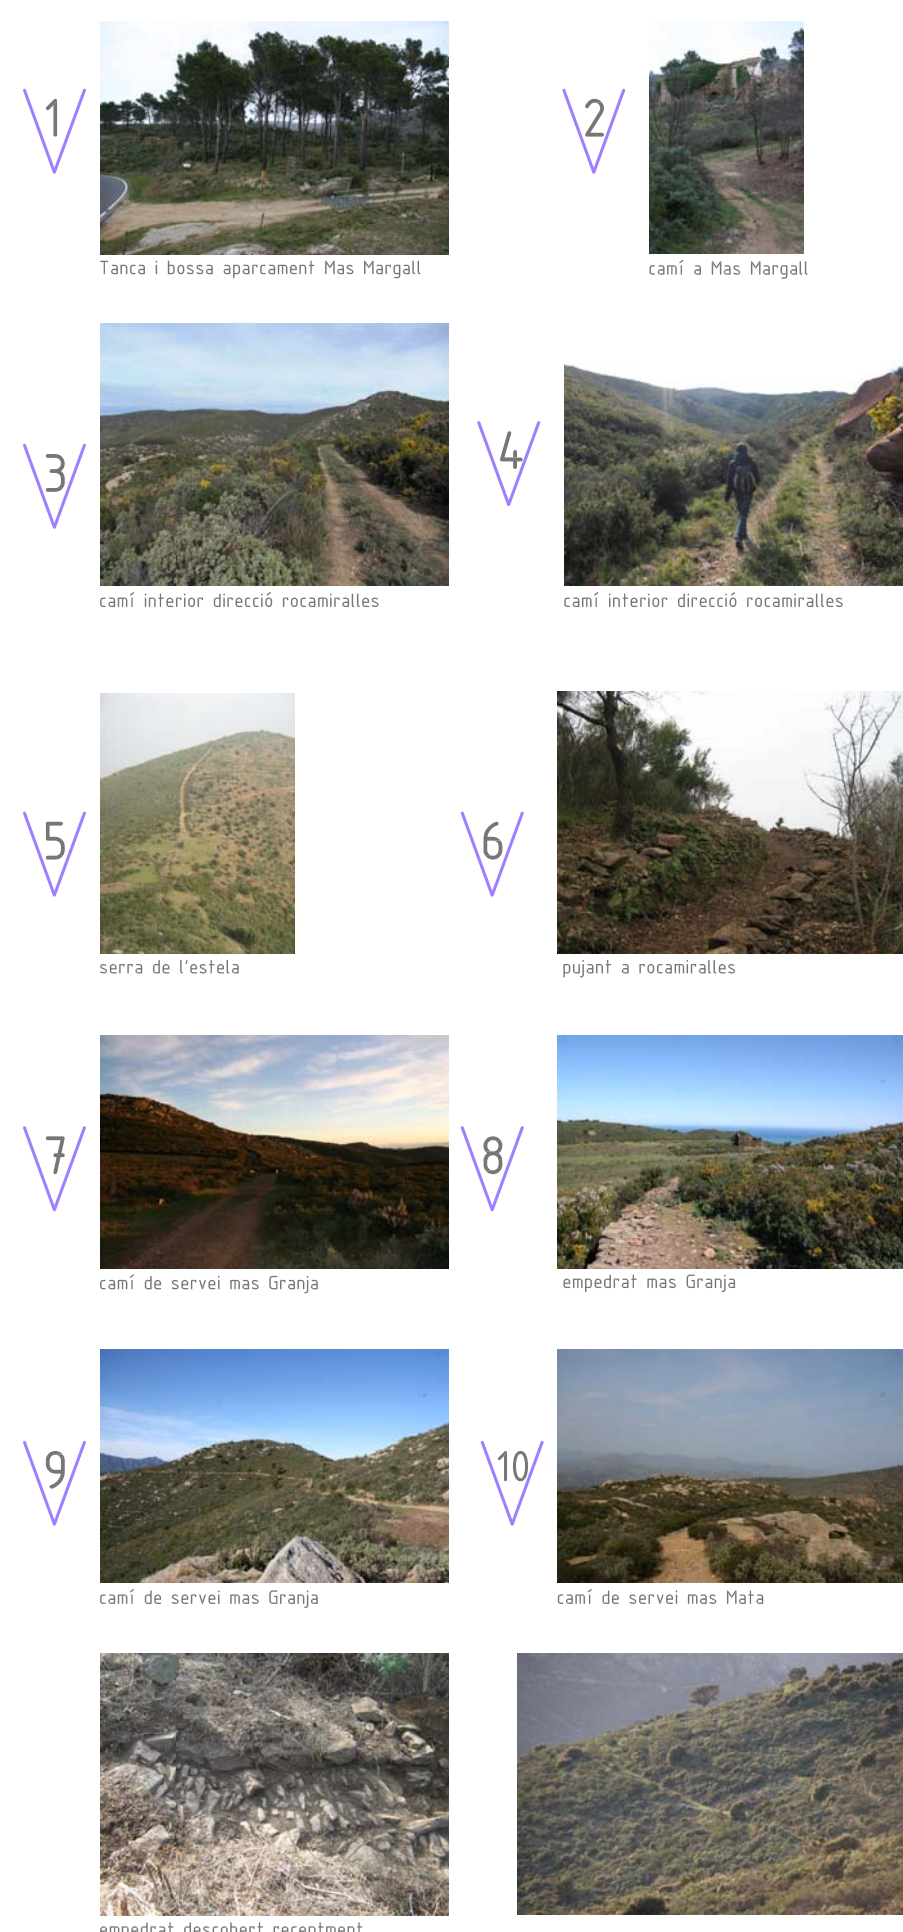 1
Tanca i bossa aparcament Mas Margall
2
camí a Mas Margall
3
camí interior direcció rocamiralles
4
camí interior direcció rocamiralles
5
serra de l'estela
6
pujant a rocamiralles
7
camí de servei mas Granja
8
empedrat mas Granja
9
camí de servei mas Granja
10
camí de servei mas Mata
empedrat descobert recentment